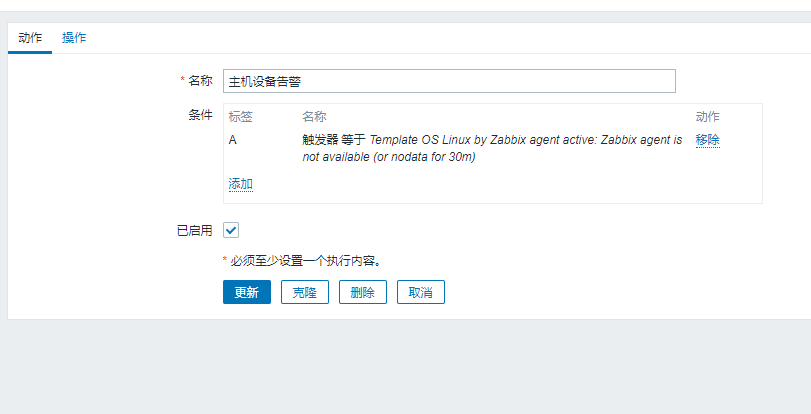 动作 操作
* 名称 主机设备告警
条件 标签 名称 动作
A 触发器 等于 Template OS Linux by Zabbix agent active: Zabbix agent is 移除
not available (or nodata for 30m)
添加
已启用
* 必须至少设置一个执行内容。
更新 克隆 删除 取消